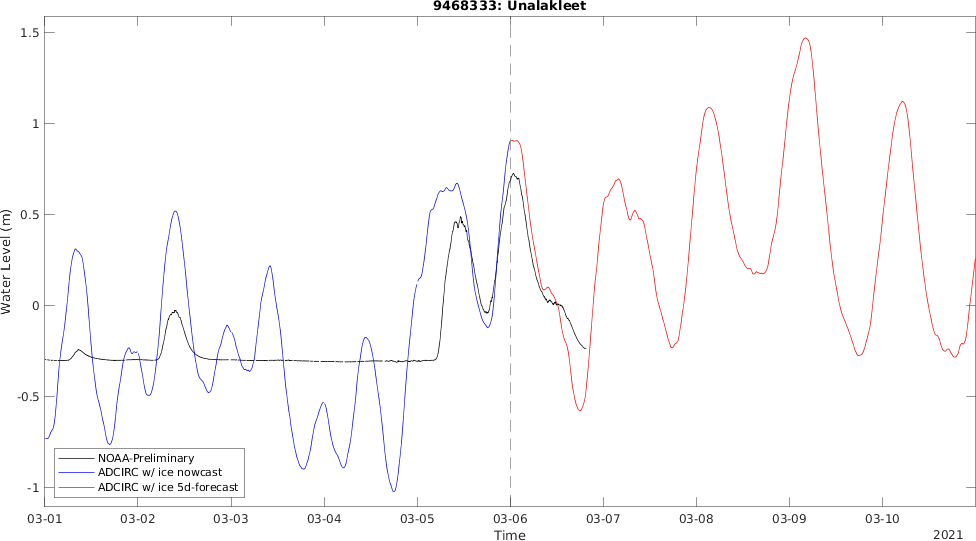 9468333: Unalakleet
1.5
1
0.5
0
-0.5
-1
Water Level (m)
NOAA-Preliminary
ADCIRC w/ ice nowcast
ADCIRC w/ ice 5d-forecast
03-01 03-02 03-03 03-04 03-05 03-06 03-07 03-08 03-09 03-10
Time
2021